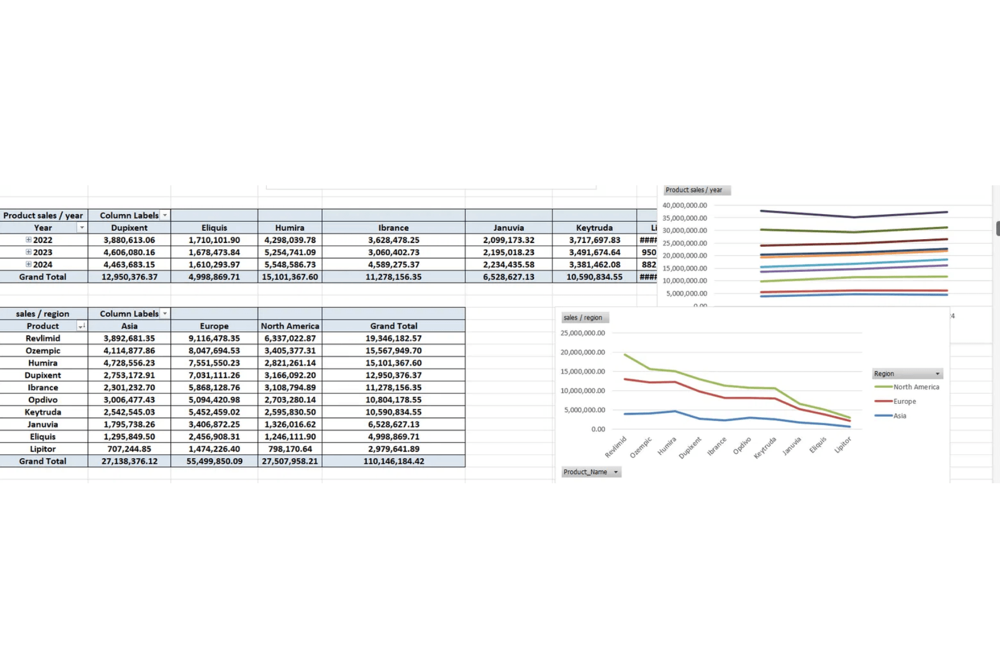 Product sales / year
Product sales / year Column Labels
Year Dupixent Eliquis Humira Ibrance Januvia Keytruda Li
2022 3,880,613.06 1,710,101.90 4,298,039.78 3,628,478.25 2,099,173.32 3,717,697.83 ####
2023 4,606,080.16 1,678,473.84 5,254,741.09 3,060,402.73 2,195,018.23 3,491,674.64 950
2024 4,463,683.15 1,610,293.97 5,548,586.73 4,589,275.37 2,234,435.58 3,381,462.08 882
Grand Total 12,950,376.37 4,998,869.71 15,101,367.60 11,278,156.35 6,528,627.13 10,590,834.55 ####
40,000,000.00
35,000,000.00
30,000,000.00
25,000,000.00
20,000,000.00
15,000,000.00
10,000,000.00
5,000,000.00
0.00
24
sales / region Column Labels
Product Asia Europe North America Grand Total
Revlimid 3,892,681.35 9,116,478.35 6,337,022.87 19,346,182.57
Ozempic 4,114,877.86 8,047,694.53 3,405,377.31 15,567,949.70
Humira 4,728,556.23 7,551,550.23 2,821,261.14 15,101,367.60
Dupixent 2,753,172.91 7,031,111.26 3,166,092.20 12,950,376.37
Ibrance 2,301,232.70 5,868,128.76 3,108,794.89 11,278,156.35
Opdivo 3,006,477.43 5,094,420.98 2,703,280.14 10,804,178.55
Keytruda 2,542,545.03 5,452,459.02 2,595,830.50 10,590,834.55
Januvia 1,795,738.26 3,406,872.25 1,326,016.62 6,528,627.13
Eliquis 1,295,849.50 2,456,908.31 1,246,111.90 4,998,869.71
Lipitor 707,244.85 1,474,226.40 798,170.64 2,979,641.89
Grand Total 27,138,376.12 55,499,850.09 27,507,958.21 110,146,184.42
sales / region
25,000,000.00
20,000,000.00
15,000,000.00
10,000,000.00
5,000,000.00
0.00
Revlimid Ozempic Humira Dupixent Ibrance Opdivo Keytruda Januvia Eliquis Lipitor
Region
North America
Europe
Asia
Product_Name